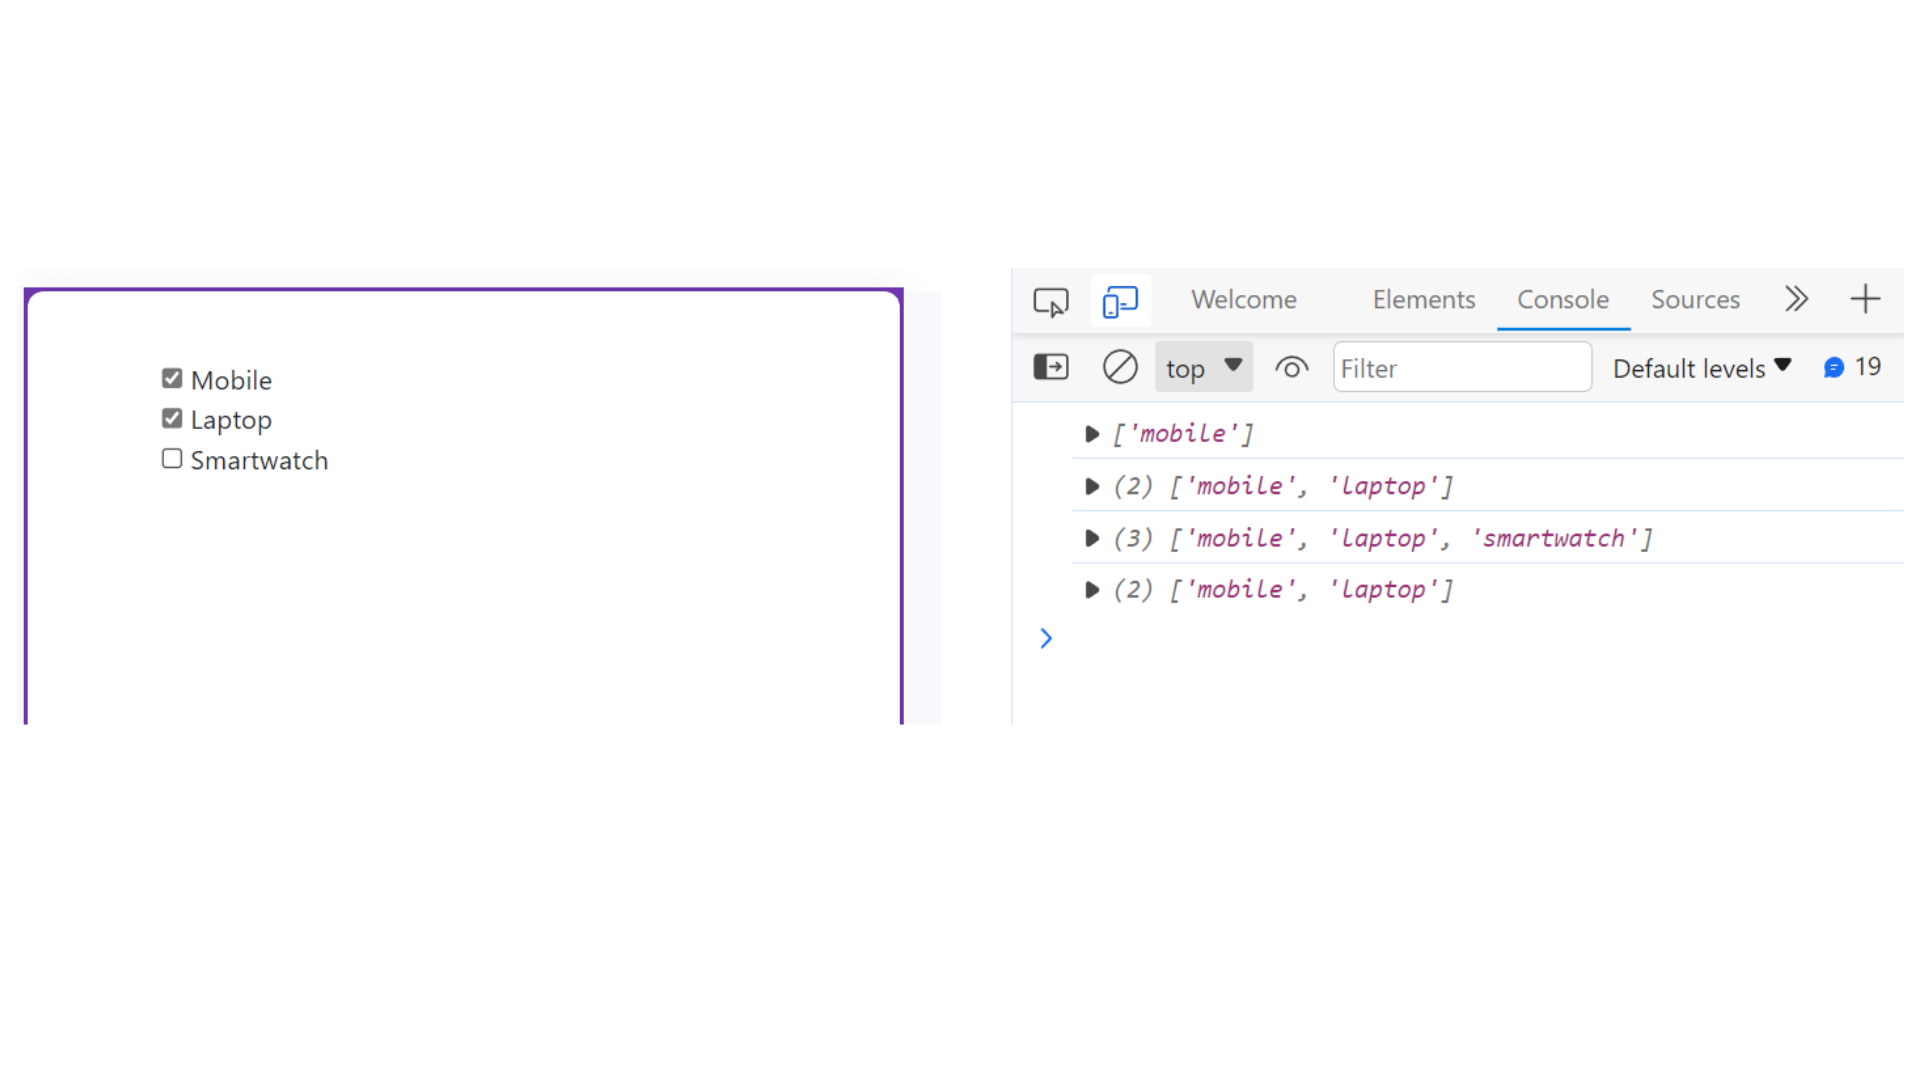 Mobile
Laptop
Smartwatch
Welcome Elements Console Sources
top Filter Default levels 19
['mobile']
(2) ['mobile', 'laptop']
(3) ['mobile', 'laptop', 'smartwatch']
(2) ['mobile', 'laptop']